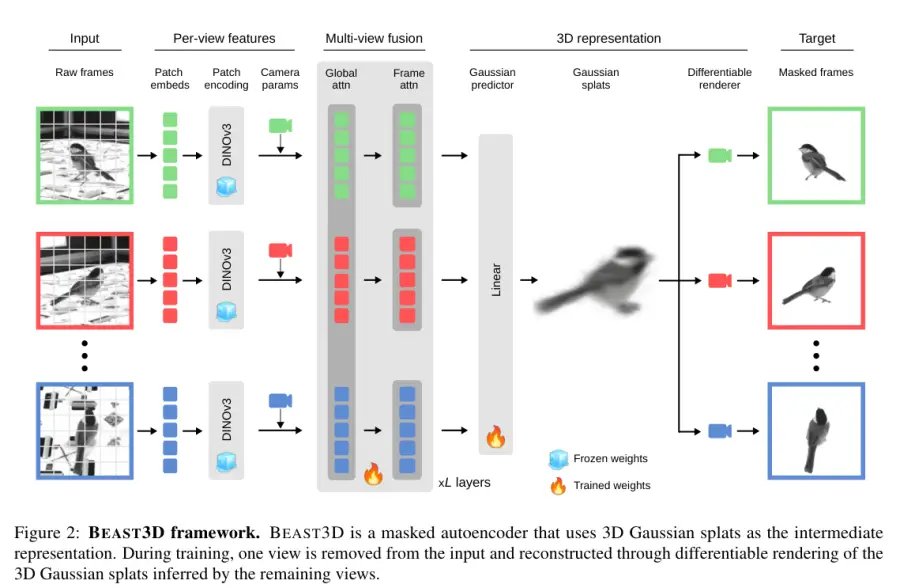 Input
Per-view features
Multi-view fusion
3D representation
Target
Raw frames
Patch
embeds
Patch
encoding
Camera
params
Global
attn
Frame
attn
Gaussian
predictor
Gaussian
splats
Differentiable
renderer
Masked frames
DINOv3
DINOv3
DINOv3
Linear
xL layers
Frozen weights
Trained weights
Figure 2: BEAST3D framework. BEAST3D is a masked autoencoder that uses 3D Gaussian splats as the intermediate
representation. During training, one view is removed from the input and reconstructed through differentiable rendering of the
3D Gaussian splats inferred by the remaining views.